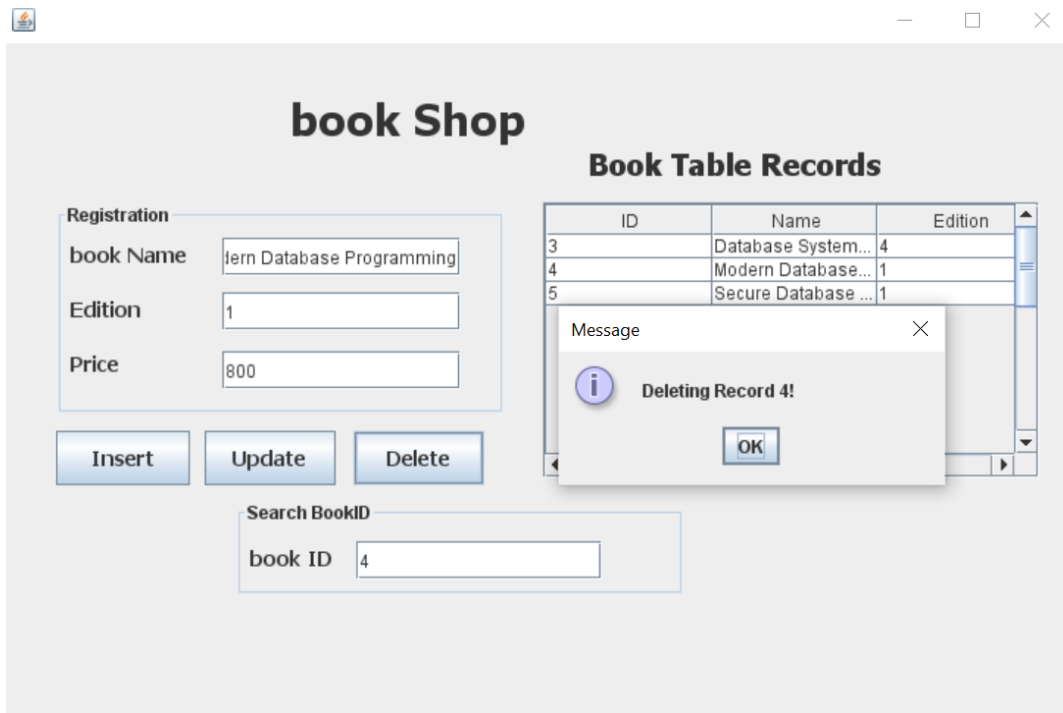 book Shop
Book Table Records
Registration
book Name
dern Database Programming
Edition
1
Price
800
Insert Update Delete
ID Name Edition
3 Database System... 4
4 Modern Database... 1
5 Secure Database ... 1
Message
Deleting Record 4!
OK
Search BookID
book ID
4